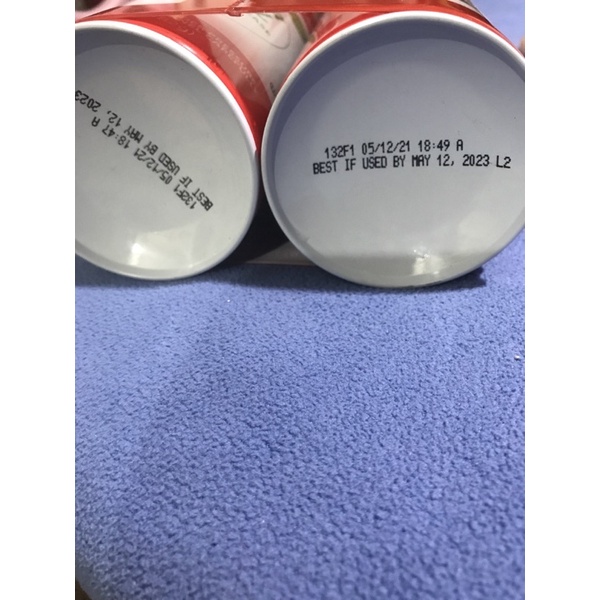 132F1 05/12/21 18:47 A
BEST IF USED BY MAY 12, 2023
132F1 05/12/21 18:49 A
BEST IF USED BY MAY 12, 2023 L2